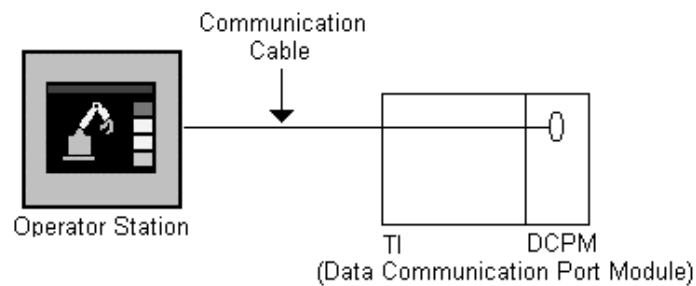 Communication
Cable
Operator Station
TI
DCPM
(Data Communication Port Module)